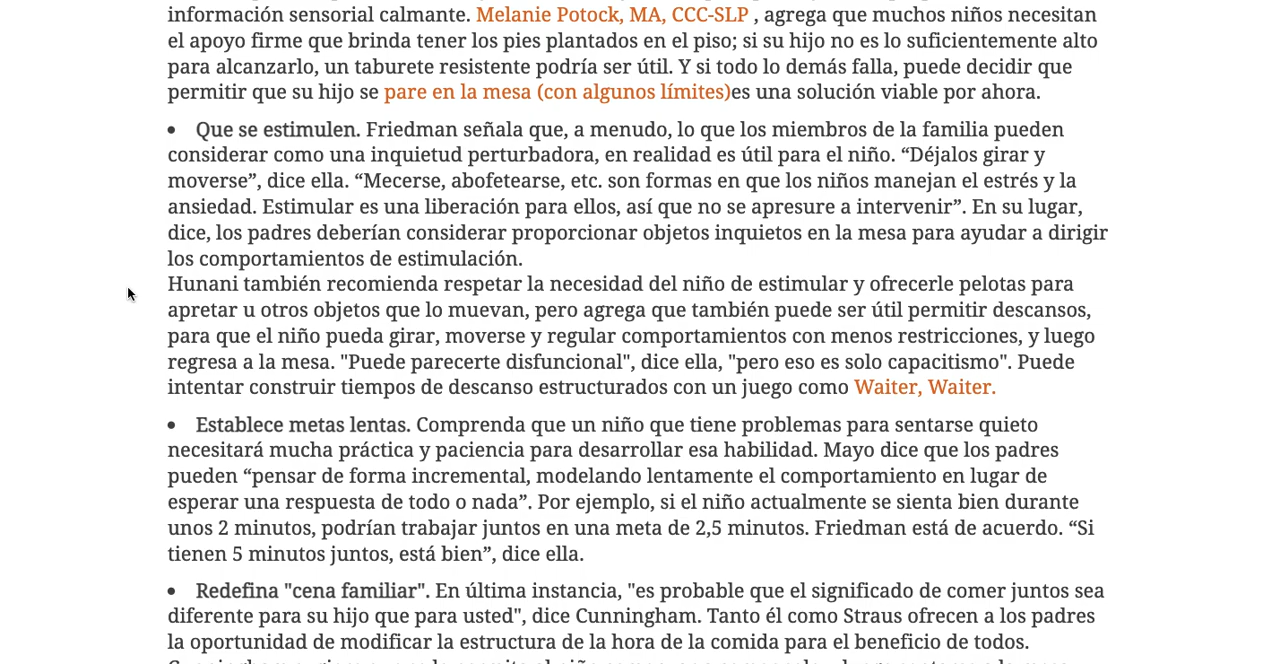 información sensorial calmante. Melanie Potock, MA, CCC-SLP , agrega que muchos niños necesitan
el apoyo firme que brinda tener los pies plantados en el piso; si su hijo no es lo suficientemente alto
para alcanzarlo, un taburete resistente podría ser útil. Y si todo lo demás falla, puede decidir que
permitir que su hijo se pare en la mesa (con algunos límites)es una solución viable por ahora.
• Que se estimulen. Friedman señala que, a menudo, lo que los miembros de la familia pueden
considerar como una inquietud perturbadora, en realidad es útil para el niño. “Déjalos girar y
moverse”, dice ella. “Mecerse, abofetearse, etc. son formas en que los niños manejan el estrés y la
ansiedad. Estimular es una liberación para ellos, así que no se apresure a intervenir”. En su lugar,
dice, los padres deberían considerar proporcionar objetos inquietos en la mesa para ayudar a dirigir
los comportamientos de estimulación.
Hunani también recomienda respetar la necesidad del niño de estimular y ofrecerle pelotas para
apretar u otros objetos que lo muevan, pero agrega que también puede ser útil permitir descansos,
para que el niño pueda girar, moverse y regular comportamientos con menos restricciones, y luego
regresa a la mesa. "Puede parecerte disfuncional", dice ella, "pero eso es solo capacitismo". Puede
intentar construir tiempos de descanso estructurados con un juego como Waiter, Waiter.
• Establece metas lentas. Comprenda que un niño que tiene problemas para sentarse quieto
necesitará mucha práctica y paciencia para desarrollar esa habilidad. Mayo dice que los padres
pueden “pensar de forma incremental, modelando lentamente el comportamiento en lugar de
esperar una respuesta de todo o nada”. Por ejemplo, si el niño actualmente se sienta bien durante
unos 2 minutos, podrían trabajar juntos en una meta de 2,5 minutos. Friedman está de acuerdo. “Si
tienen 5 minutos juntos, está bien”, dice ella.
• Redefina "cena familiar". En última instancia, "es probable que el significado de comer juntos sea
diferente para su hijo que para usted", dice Cunningham. Tanto él como Straus ofrecen a los padres
la oportunidad de modificar la estructura de la hora de la comida para el beneficio de todos.